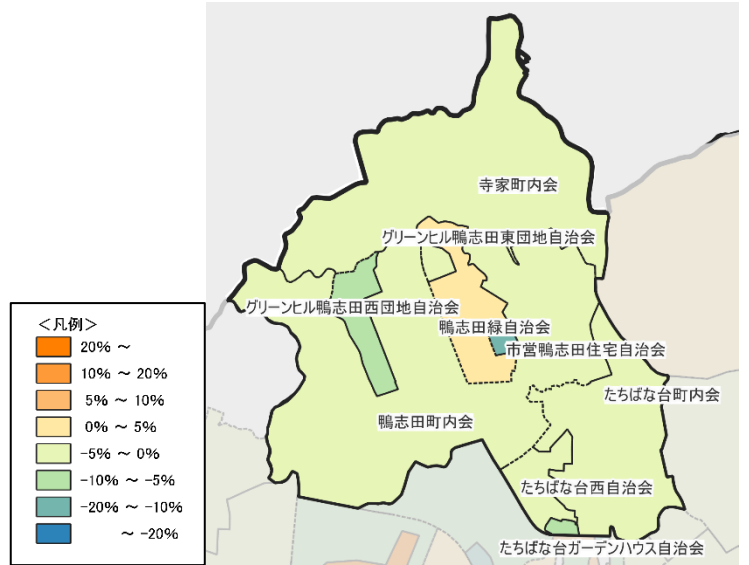 寺家町内会
グリーンヒル鴨志田東団地自治会
グリーンヒル鴨志田西団地自治会
鴨志田緑自治会
市営鴨志田住宅自治会
たちばな台町内会
鴨志田町内会
たちばな台西自治会
たちばな台ガーデンハウス自治会
<凡例>
20% ~
10% ~ 20%
5% ~ 10%
0% ~ 5%
-5% ~ 0%
-10% ~ -5%
-20% ~ -10%
~ -20%